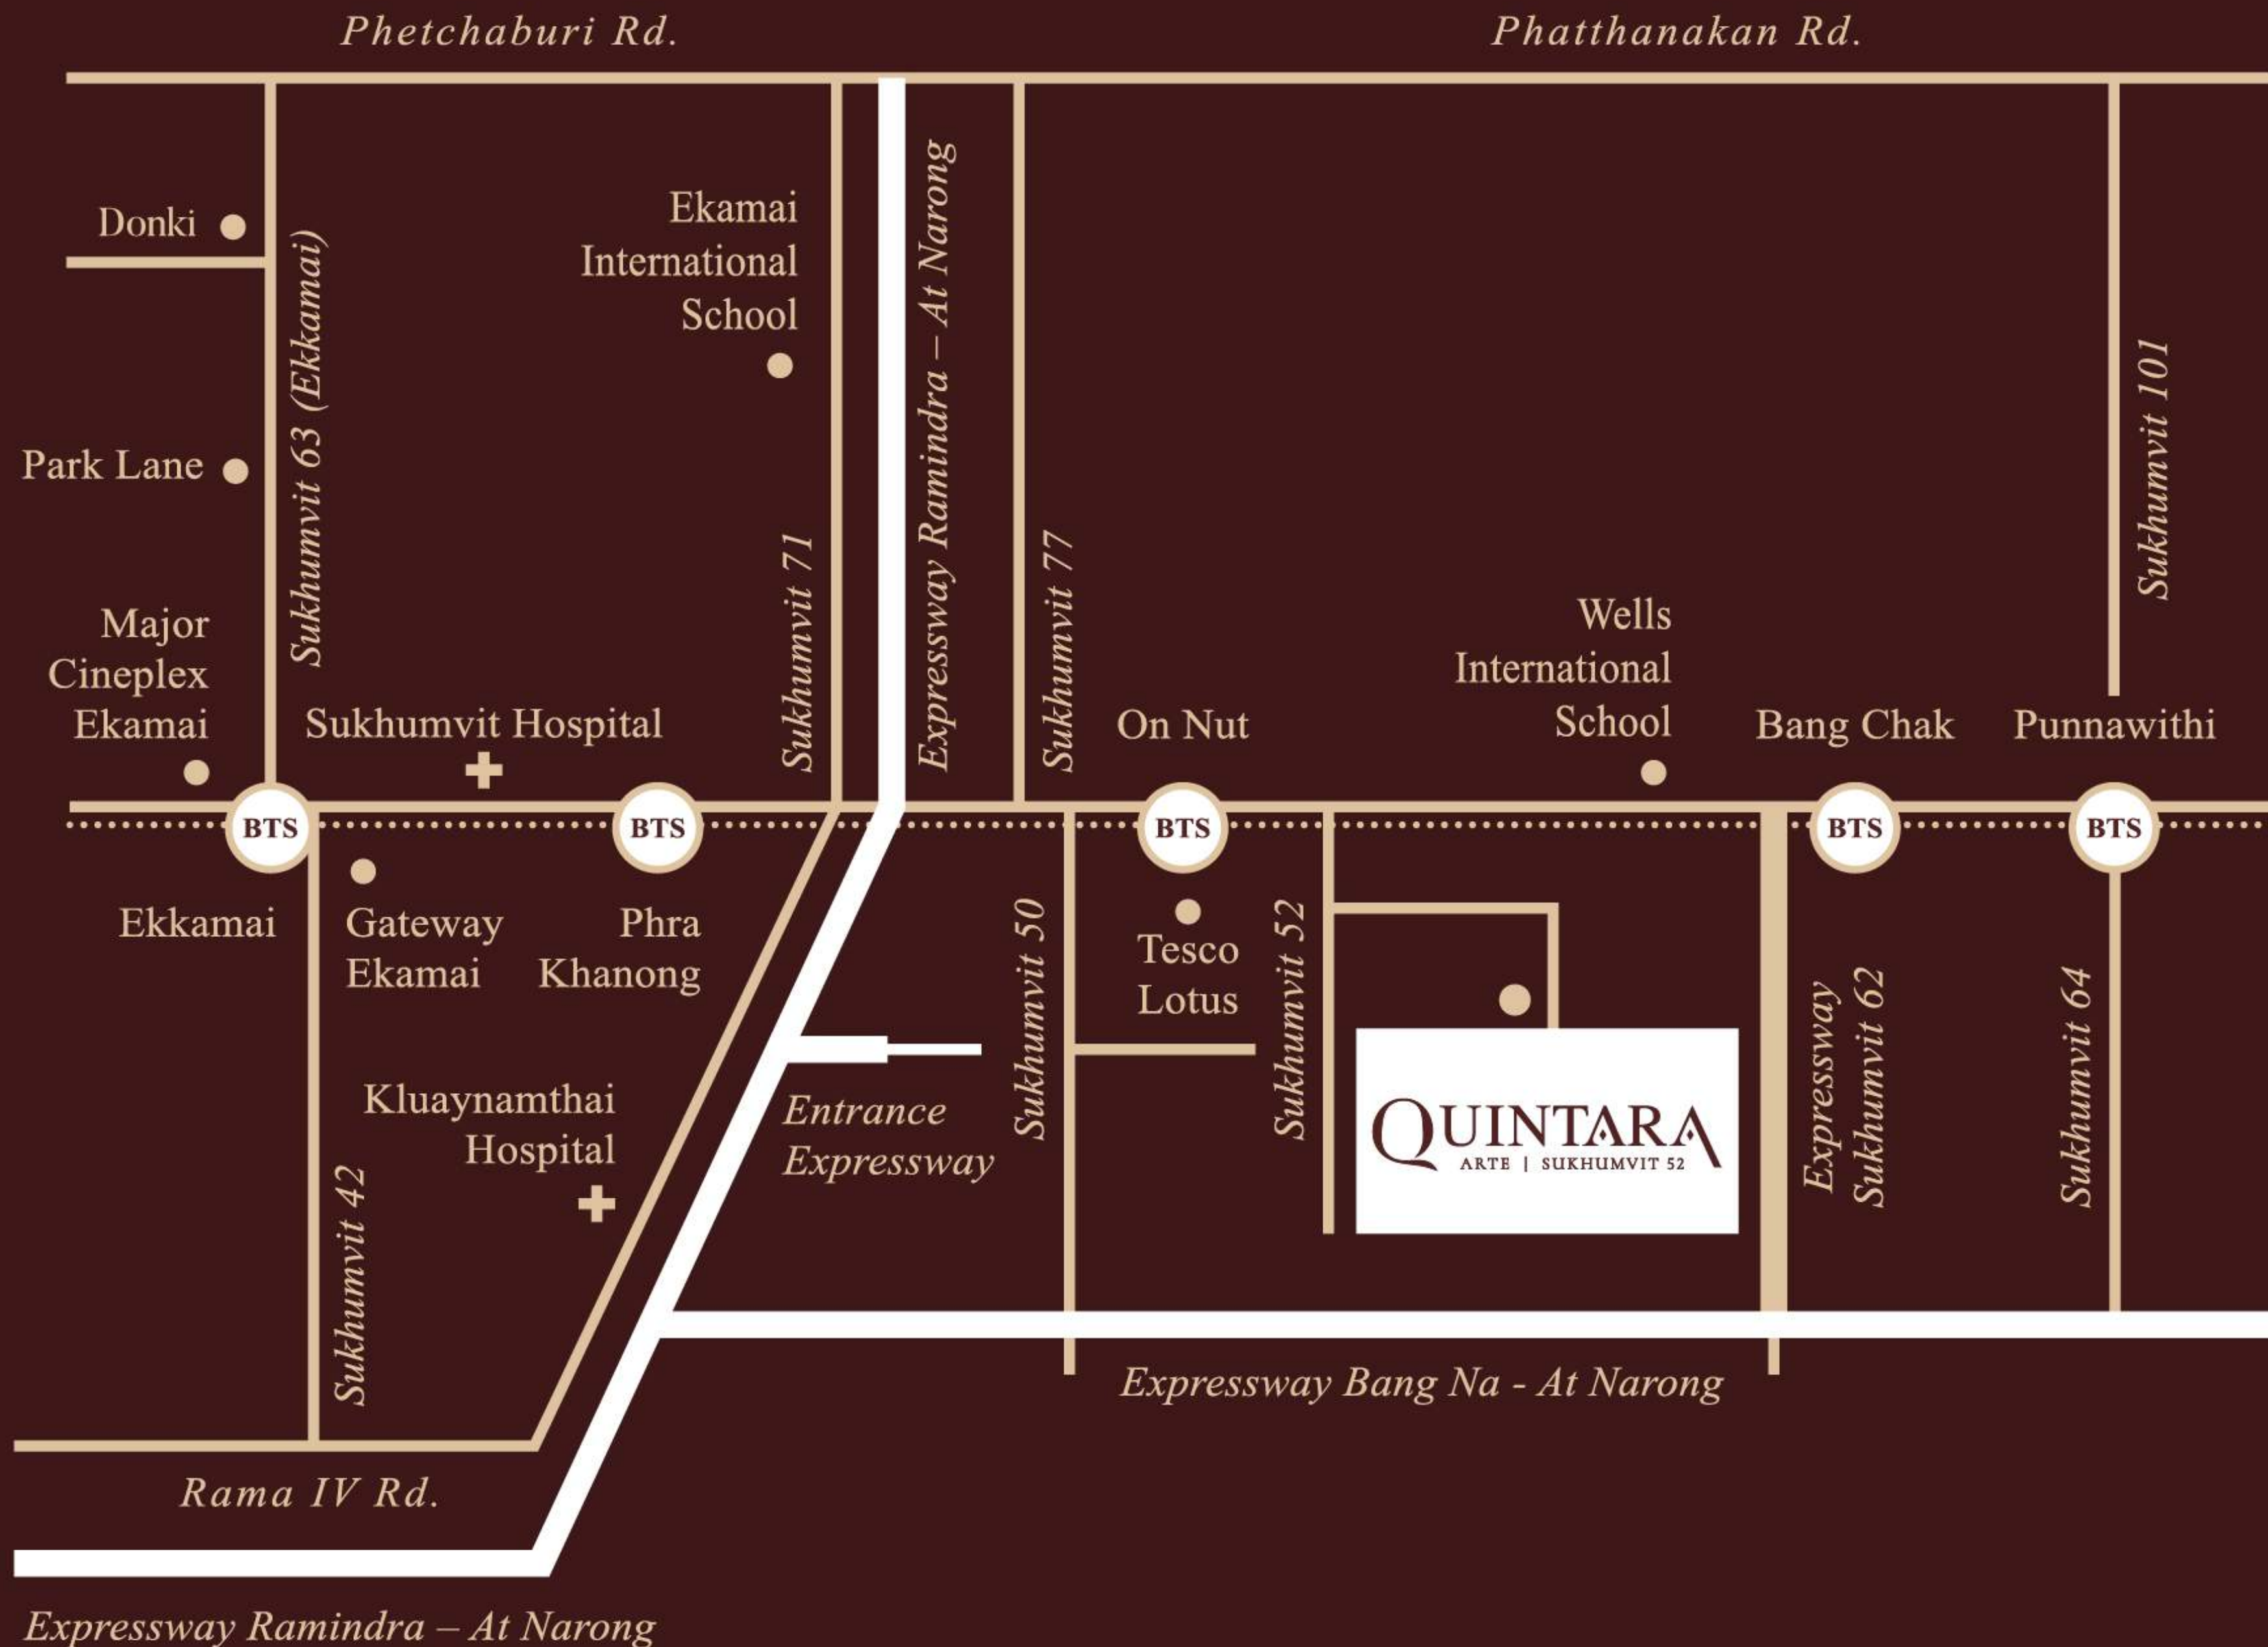 Phetchaburi Rd.
Phatthanakan Rd.
Donki
Sukhumvit 63 (Ekkamai)
Ekamai
International
School
Expressway Ramindra – At Narong
Sukhumvit 101
Park Lane
Sukhumvit 71
Sukhumvit 77
Major
Cineplex
Ekamai
Sukhumvit Hospital
On Nut
Wells
International
School
Bang Chak
Punnawithi
BTS
BTS
BTS
BTS
BTS
Ekkamai
Gateway
Ekamai
Phra
Khanong
Sukhumvit 50
Tesco
Lotus
Sukhumvit 52
Expressway
Sukhumvit 62
Sukhumvit 64
Kluaynamthai
Hospital
Entrance
Expressway
QUINTARA
ARTE | SUKHUMVIT 52
Sukhumvit 42
Expressway Bang Na - At Narong
Rama IV Rd.
Expressway Ramindra – At Narong